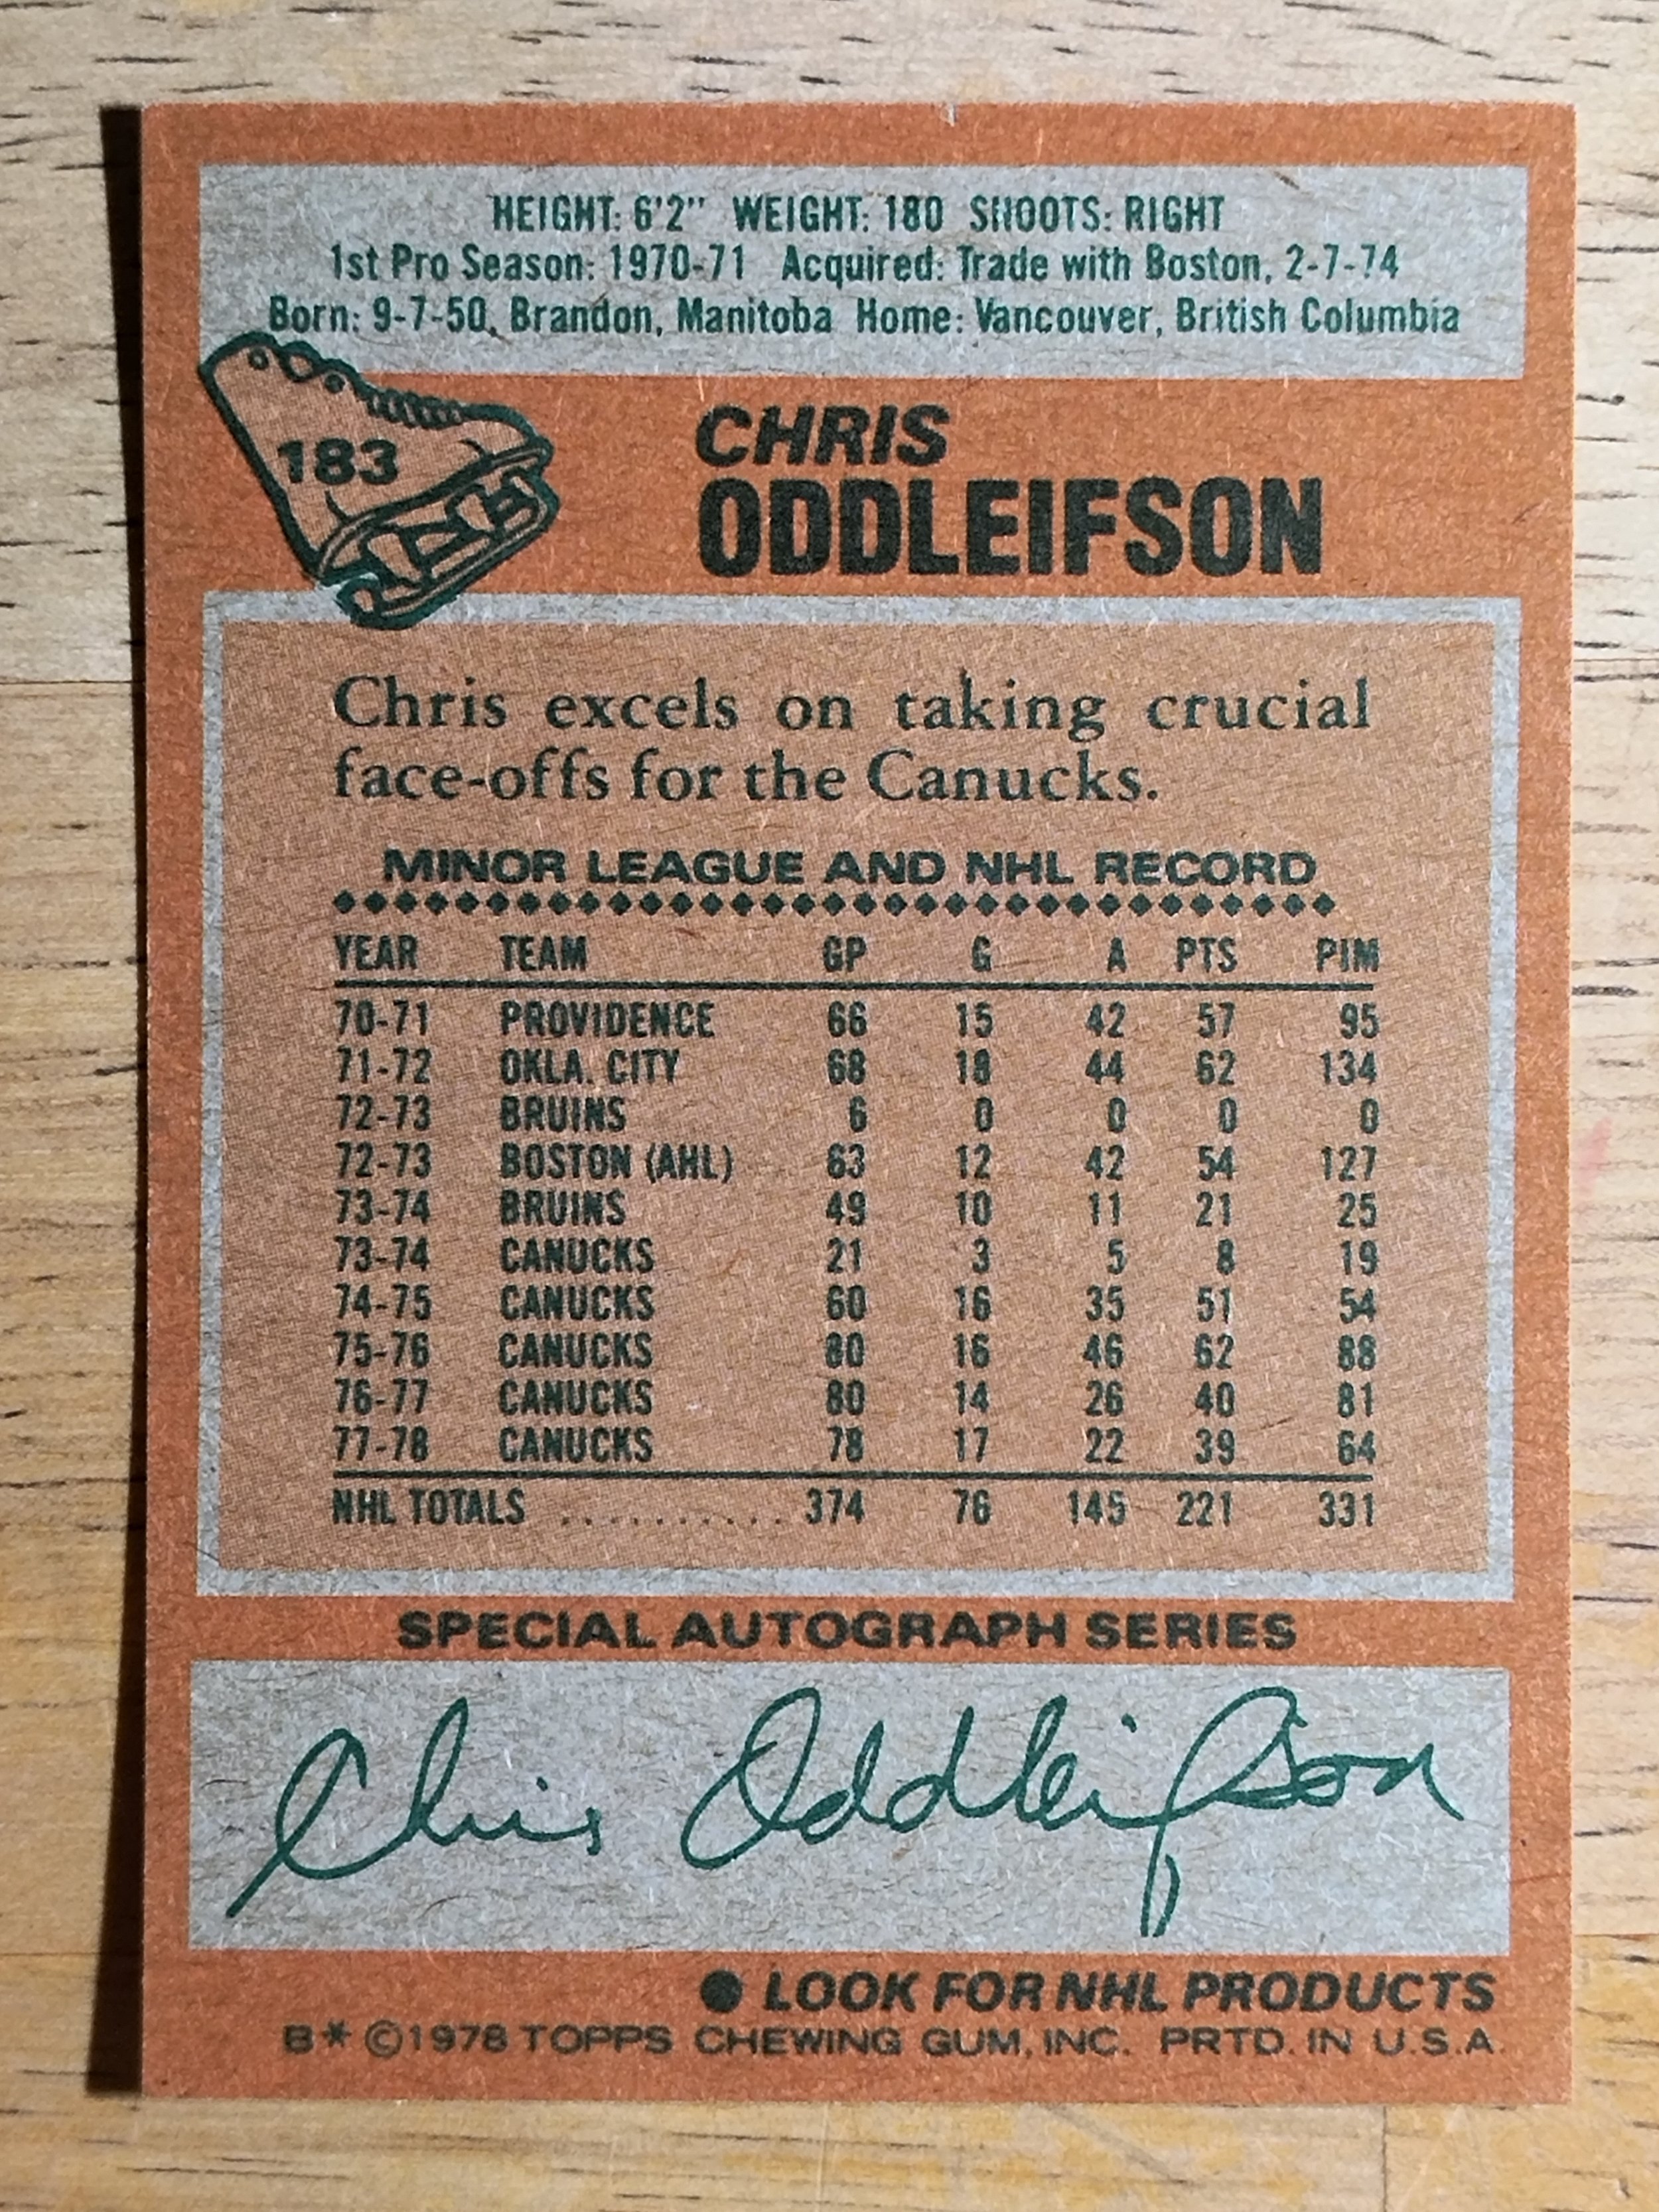 HEIGHT: 6'2" WEIGHT: 180 SHOOTS: RIGHT
1st Pro Season: 1970-71 Acquired: Trade with Boston, 2-7-74
Born: 9-7-50, Brandon, Manitoba Home: Vancouver, British Columbia
183
CHRIS
ODDLEIFSON
Chris excels on taking crucial
face-offs for the Canucks.
MINOR LEAGUE AND NHL RECORD
YEAR TEAM GP G A PTS PIM
70-71 PROVIDENCE 66 15 42 57 95
71-72 OKLA. CITY 68 18 44 62 134
72-73 BRUINS 6 0 0 0 0
72-73 BOSTON (AHL) 63 12 42 54 127
73-74 BRUINS 49 10 11 21 25
73-74 CANUCKS 21 3 5 8 19
74-75 CANUCKS 60 16 35 51 54
75-76 CANUCKS 80 16 46 62 88
76-77 CANUCKS 80 14 26 40 81
77-78 CANUCKS 78 17 22 39 64
NHL TOTALS .......... 374 76 145 221 331
SPECIAL AUTOGRAPH SERIES
Chris Oddleifson
● LOOK FOR NHL PRODUCTS
B* ©1978 TOPPS CHEWING GUM, INC. PRTD. IN U.S.A.